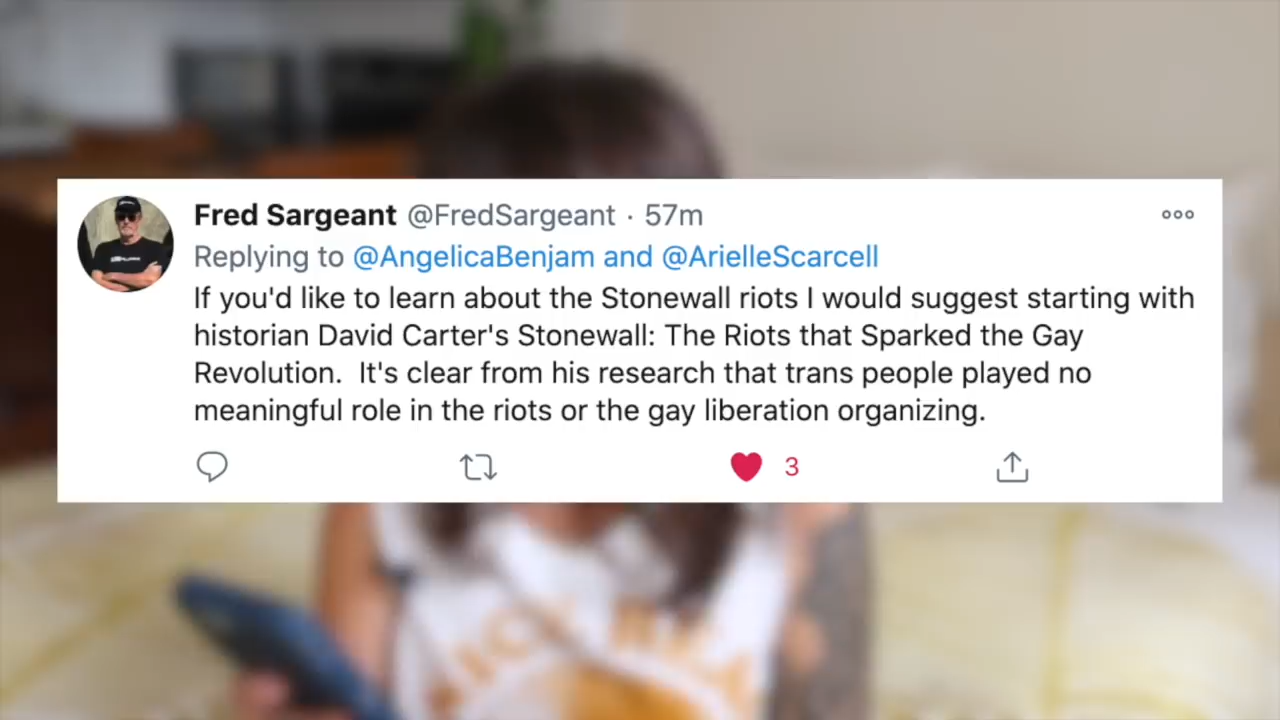 Fred Sargeant @FredSargeant · 57m
Replying to @AngelicaBenjam and @ArielleScarcell
If you'd like to learn about the Stonewall riots I would suggest starting with
historian David Carter's Stonewall: The Riots that Sparked the Gay
Revolution.  It's clear from his research that trans people played no
meaningful role in the riots or the gay liberation organizing.
3